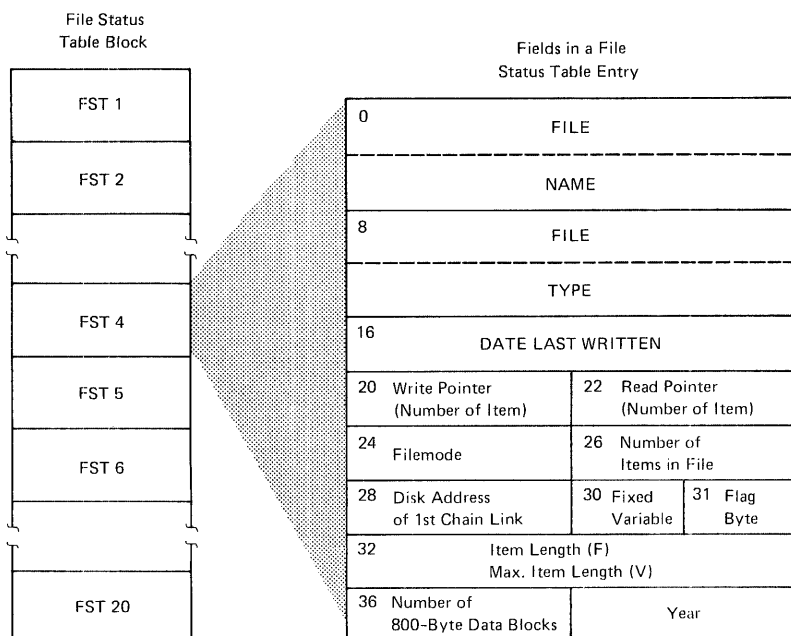 File Status
Table Block
FST 1
FST 2
FST 4
FST 5
FST 6
FST 20
Fields in a File
Status Table Entry
0
FILE
NAME
8
FILE
TYPE
16
DATE LAST WRITTEN
20 Write Pointer
(Number of Item)
22 Read Pointer
(Number of Item)
24
Filemode
26 Number of
Items in File
28 Disk Address
of 1st Chain Link
30 Fixed
Variable
31 Flag
Byte
32 Item Length (F)
Max. Item Length (V)
36 Number of
800-Byte Data Blocks
Year